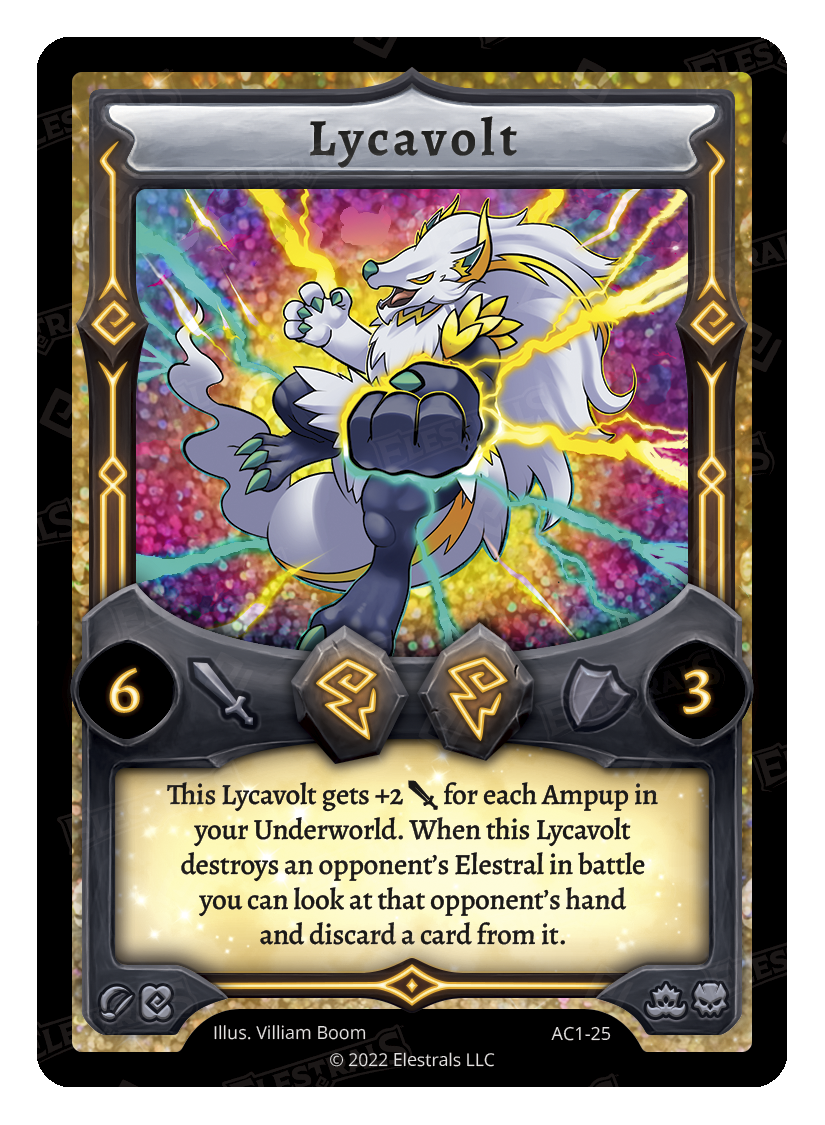 Lycavolt
6
3
This Lycavolt gets +2 for each Ampup in
your Underworld. When this Lycavolt
destroys an opponent's Elestral in battle
you can look at that opponent's hand
and discard a card from it.
Illus. Villiam Boom
AC1-25
© 2022 Elestrals LLC